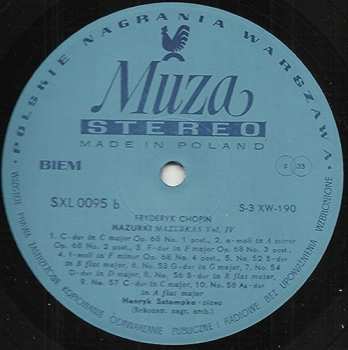 POLSKIE NAGRANIA WARSZAWA
Muza
STEREO
MADE IN POLAND
BIEM
2 33
SXL 0095 b
S-3 XW-190
FRYDERYK CHOPIN
MAZURKI MAZURKAS Vol. IV
1. C-dur in C major Op. 68 No 1 post., 2. a-moll in A minor
Op. 68 No. 2 post., 3. F-dur in F major Op. 68 No. 3 post.,
4. f-moll in F minor Op. 68 No. 4 post., 5. No. 52 B-dur
in B flat major, 6. No. 53 G-dur in G major, 7. No. 54
D-dur in D major, 8. No. 56 B-dur in B flat major,
9. No. 57 C-dur in C major, 10. No. 58 As-dur
in A flat major
Henryk Sztompka - piano
(Rekonst. nagr. amb.)
WSZELKIE PRAWA ZASTRZEŻONE KOPIOWANIE ODTWARZANIE PUBLICZNE I RADIOWE BEZ UPOWAŻNIENIA WZBRONIONE